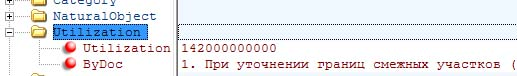 Category
NaturalObject
Utilization
Utilization 142000000000
ByDoc 1. При уточнении границ смежных участков (